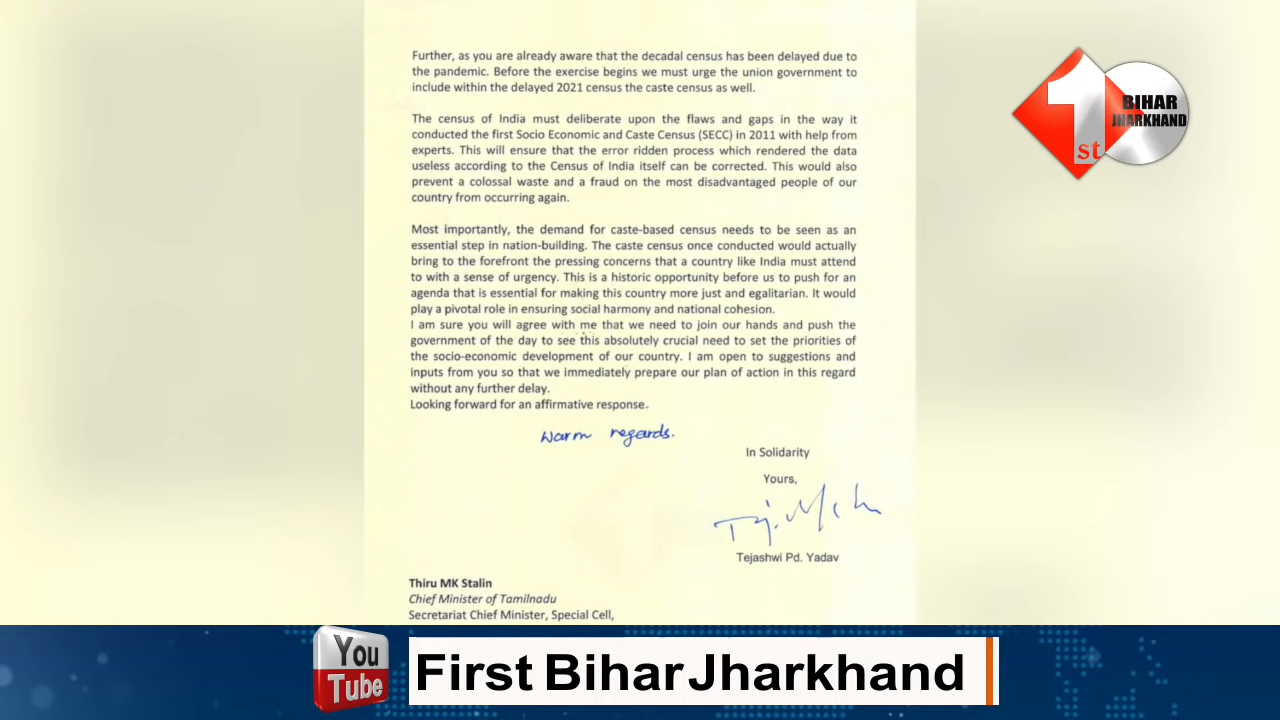 Further, as you are already aware that the decadal census has been delayed due to
the pandemic. Before the exercise begins we must urge the union government to
include within the delayed 2021 census the caste census as well.
The census of India must deliberate upon the flaws and gaps in the way it
conducted the first Socio Economic and Caste Census (SECC) in 2011 with help from
experts. This will ensure that the error ridden process which rendered the data
useless according to the Census of India itself can be corrected. This would also
prevent a colossal waste and a fraud on the most disadvantaged people of our
country from occurring again.
Most importantly, the demand for caste-based census needs to be seen as an
essential step in nation-building. The caste census once conducted would actually
bring to the forefront the pressing concerns that a country like India must attend
to with a sense of urgency. This is a historic opportunity before us to push for an
agenda that is essential for making this country more just and egalitarian. It would
play a pivotal role in ensuring social harmony and national cohesion.
I am sure you will agree with me that we need to join our hands and push the
government of the day to see this absolutely crucial need to set the priorities of
the socio-economic development of our country. I am open to suggestions and
inputs from you so that we immediately prepare our plan of action in this regard
without any further delay.
Looking forward for an affirmative response.
Warm regards.
In Solidarity
Yours,
Tejashwi Pd. Yadav
Thiru MK Stalin
Chief Minister of Tamilnadu
Secretariat Chief Minister, Special Cell,
1st
BIHAR
JHARKHAND
You
Tube
First Bihar Jharkhand